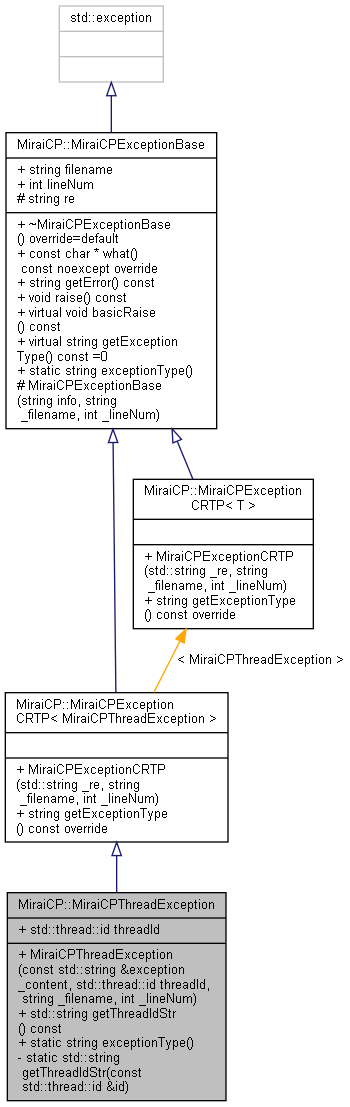 std::exception
MiraiCP::MiraiCPExceptionBase
+ string filename
+ int lineNum
# string re
+ ~MiraiCPExceptionBase
() override=default
+ const char * what()
const noexcept override
+ string getError() const
+ void raise() const
+ virtual void basicRaise
() const
+ virtual string getException
Type() const =0
+ static string exceptionType()
# MiraiCPExceptionBase
(string info, string
_filename, int _lineNum)
MiraiCP::MiraiCPException
CRTP< T >
+ MiraiCPExceptionCRTP
(std::string _re, string
_filename, int _lineNum)
+ string getExceptionType
() const override
< MiraiCPThreadException >
MiraiCP::MiraiCPException
CRTP< MiraiCPThreadException >
+ MiraiCPExceptionCRTP
(std::string _re, string
_filename, int _lineNum)
+ string getExceptionType
() const override
MiraiCP::MiraiCPThreadException
+ std::thread::id threadId
+ MiraiCPThreadException
(const std::string &exception
_content, std::thread::id threadId,
string _filename, int _lineNum)
+ std::string getThreadIdStr
() const
+ static string exceptionType()
- static std::string
getThreadIdStr(const
std::thread::id &id)